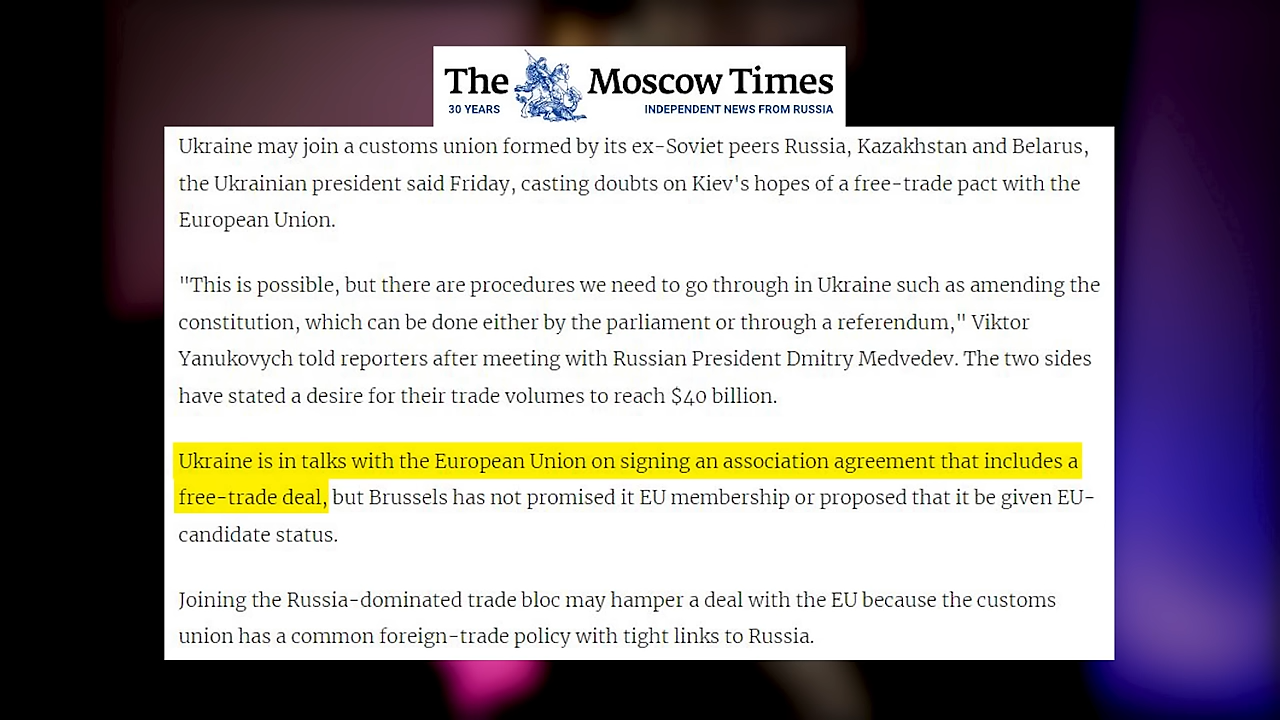 The Moscow Times
30 YEARS INDEPENDENT NEWS FROM RUSSIA
Ukraine may join a customs union formed by its ex-Soviet peers Russia, Kazakhstan and Belarus,
the Ukrainian president said Friday, casting doubts on Kiev's hopes of a free-trade pact with the
European Union.
"This is possible, but there are procedures we need to go through in Ukraine such as amending the
constitution, which can be done either by the parliament or through a referendum," Viktor
Yanukovych told reporters after meeting with Russian President Dmitry Medvedev. The two sides
have stated a desire for their trade volumes to reach $40 billion.
Ukraine is in talks with the European Union on signing an association agreement that includes a
free-trade deal, but Brussels has not promised it EU membership or proposed that it be given EU-
candidate status.
Joining the Russia-dominated trade bloc may hamper a deal with the EU because the customs
union has a common foreign-trade policy with tight links to Russia.